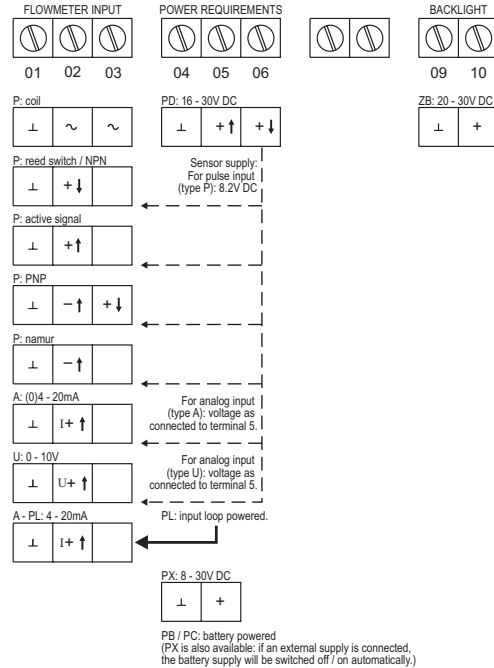 FLOWMETER INPUT
POWER REQUIREMENTS
BACKLIGHT
01 02 03
04 05 06
09 10
P: coil
⊥ ~ ~
PD: 16 - 30V DC
⊥ +↑ +↓
ZB: 20 - 30V DC
⊥ +
P: reed switch / NPN
⊥ +↓
Sensor supply:
For pulse input
(type P): 8.2V DC
P: active signal
⊥ +↑
P: PNP
⊥ −↑ +↓
P: namur
⊥ −↑
A: (0)4 - 20mA
⊥ I+ ↑
For analog input
(type A): voltage as
connected to terminal 5.
U: 0 - 10V
⊥ U+ ↑
For analog input
(type U): voltage as
connected to terminal 5.
A - PL: 4 - 20mA
⊥ I+ ↑
PL: input loop powered.
PX: 8 - 30V DC
⊥ +
PB / PC: battery powered
(PX is also available: if an external supply is connected,
the battery supply will be switched off / on automatically.)